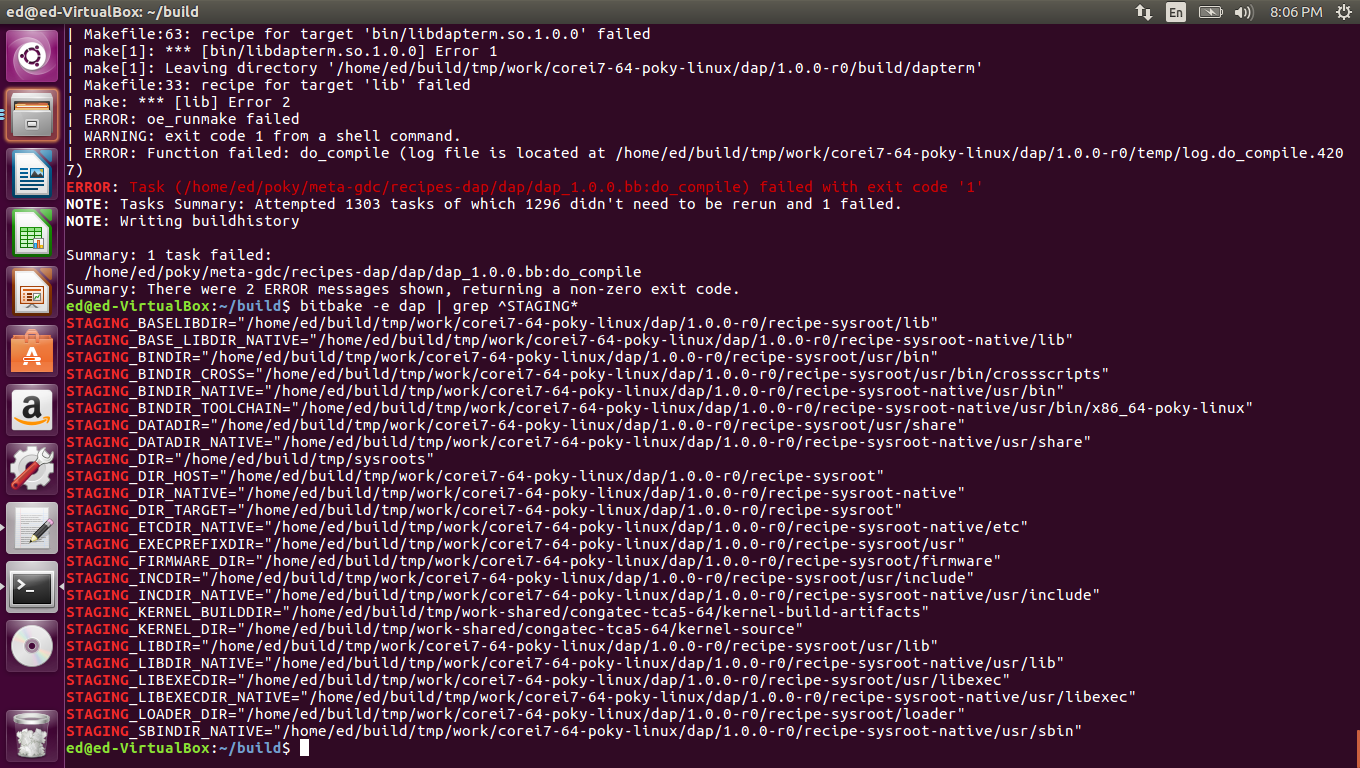 ed@ed-VirtualBox: ~/build
En
8:06 PM
| Makefile:63: recipe for target 'bin/libdapterm.so.1.0.0' failed
| make[1]: *** [bin/libdapterm.so.1.0.0] Error 1
| make[1]: Leaving directory '/home/ed/build/tmp/work/corei7-64-poky-linux/dap/1.0.0-r0/build/dapterm'
| Makefile:33: recipe for target 'lib' failed
| make: *** [lib] Error 2
| ERROR: oe_runmake failed
| WARNING: exit code 1 from a shell command.
| ERROR: Function failed: do_compile (log file is located at /home/ed/build/tmp/work/corei7-64-poky-linux/dap/1.0.0-r0/temp/log.do_compile.420
7)
ERROR: Task (/home/ed/poky/meta-gdc/recipes-dap/dap/dap_1.0.0.bb:do_compile) failed with exit code '1'
NOTE: Tasks Summary: Attempted 1303 tasks of which 1296 didn't need to be rerun and 1 failed.
NOTE: Writing buildhistory
Summary: 1 task failed:
  /home/ed/poky/meta-gdc/recipes-dap/dap/dap_1.0.0.bb:do_compile
Summary: There were 2 ERROR messages shown, returning a non-zero exit code.
ed@ed-VirtualBox:~/build$ bitbake -e dap | grep ^STAGING*
STAGING_BASELIBDIR="/home/ed/build/tmp/work/corei7-64-poky-linux/dap/1.0.0-r0/recipe-sysroot/lib"
STAGING_BASE_LIBDIR_NATIVE="/home/ed/build/tmp/work/corei7-64-poky-linux/dap/1.0.0-r0/recipe-sysroot-native/lib"
STAGING_BINDIR="/home/ed/build/tmp/work/corei7-64-poky-linux/dap/1.0.0-r0/recipe-sysroot/usr/bin"
STAGING_BINDIR_CROSS="/home/ed/build/tmp/work/corei7-64-poky-linux/dap/1.0.0-r0/recipe-sysroot/usr/bin/crossscripts"
STAGING_BINDIR_NATIVE="/home/ed/build/tmp/work/corei7-64-poky-linux/dap/1.0.0-r0/recipe-sysroot-native/usr/bin"
STAGING_BINDIR_TOOLCHAIN="/home/ed/build/tmp/work/corei7-64-poky-linux/dap/1.0.0-r0/recipe-sysroot-native/usr/bin/x86_64-poky-linux"
STAGING_DATADIR="/home/ed/build/tmp/work/corei7-64-poky-linux/dap/1.0.0-r0/recipe-sysroot/usr/share"
STAGING_DATADIR_NATIVE="/home/ed/build/tmp/work/corei7-64-poky-linux/dap/1.0.0-r0/recipe-sysroot-native/usr/share"
STAGING_DIR="/home/ed/build/tmp/sysroots"
STAGING_DIR_HOST="/home/ed/build/tmp/work/corei7-64-poky-linux/dap/1.0.0-r0/recipe-sysroot"
STAGING_DIR_NATIVE="/home/ed/build/tmp/work/corei7-64-poky-linux/dap/1.0.0-r0/recipe-sysroot-native"
STAGING_DIR_TARGET="/home/ed/build/tmp/work/corei7-64-poky-linux/dap/1.0.0-r0/recipe-sysroot"
STAGING_ETCDIR_NATIVE="/home/ed/build/tmp/work/corei7-64-poky-linux/dap/1.0.0-r0/recipe-sysroot-native/etc"
STAGING_EXECPREFIXDIR="/home/ed/build/tmp/work/corei7-64-poky-linux/dap/1.0.0-r0/recipe-sysroot/usr"
STAGING_FIRMWARE_DIR="/home/ed/build/tmp/work/corei7-64-poky-linux/dap/1.0.0-r0/recipe-sysroot/firmware"
STAGING_INCDIR="/home/ed/build/tmp/work/corei7-64-poky-linux/dap/1.0.0-r0/recipe-sysroot/usr/include"
STAGING_INCDIR_NATIVE="/home/ed/build/tmp/work/corei7-64-poky-linux/dap/1.0.0-r0/recipe-sysroot-native/usr/include"
STAGING_KERNEL_BUILDDIR="/home/ed/build/tmp/work-shared/congatec-tca5-64/kernel-build-artifacts"
STAGING_KERNEL_DIR="/home/ed/build/tmp/work-shared/congatec-tca5-64/kernel-source"
STAGING_LIBDIR="/home/ed/build/tmp/work/corei7-64-poky-linux/dap/1.0.0-r0/recipe-sysroot/usr/lib"
STAGING_LIBDIR_NATIVE="/home/ed/build/tmp/work/corei7-64-poky-linux/dap/1.0.0-r0/recipe-sysroot-native/usr/lib"
STAGING_LIBEXECDIR="/home/ed/build/tmp/work/corei7-64-poky-linux/dap/1.0.0-r0/recipe-sysroot/usr/libexec"
STAGING_LIBEXECDIR_NATIVE="/home/ed/build/tmp/work/corei7-64-poky-linux/dap/1.0.0-r0/recipe-sysroot-native/usr/libexec"
STAGING_LOADER_DIR="/home/ed/build/tmp/work/corei7-64-poky-linux/dap/1.0.0-r0/recipe-sysroot/loader"
STAGING_SBINDIR_NATIVE="/home/ed/build/tmp/work/corei7-64-poky-linux/dap/1.0.0-r0/recipe-sysroot-native/usr/sbin"
ed@ed-VirtualBox:~/build$